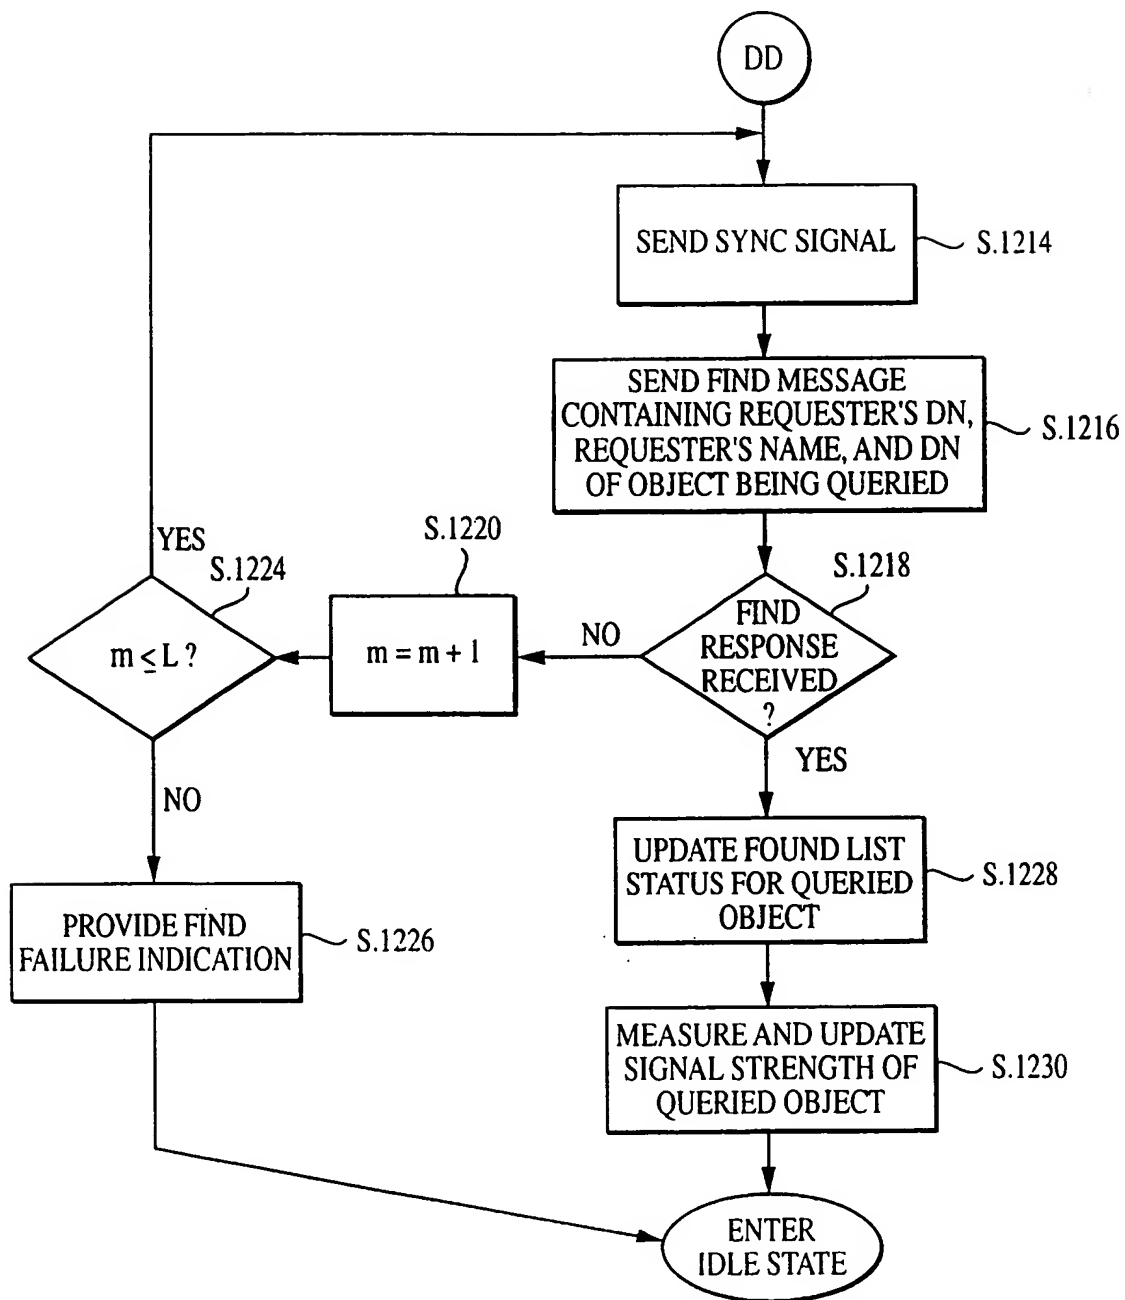 DD
SEND SYNC SIGNAL
S.1214
SEND FIND MESSAGE
CONTAINING REQUESTER'S DN,
REQUESTER'S NAME, AND DN
OF OBJECT BEING QUERIED
S.1216
S.1218
FIND
RESPONSE
RECEIVED
?
NO
YES
S.1220
m = m + 1
S.1224
m ≤ L ?
YES
NO
PROVIDE FIND
FAILURE INDICATION
S.1226
UPDATE FOUND LIST
STATUS FOR QUERIED
OBJECT
S.1228
MEASURE AND UPDATE
SIGNAL STRENGTH OF
QUERIED OBJECT
S.1230
ENTER
IDLE STATE